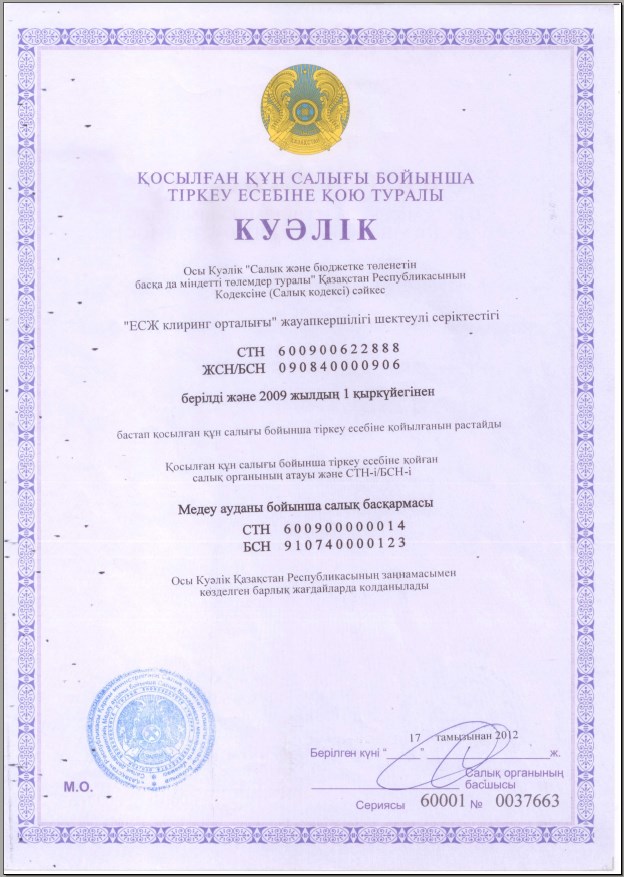 ҚОСЫЛҒАН ҚҰН САЛЫҒЫ БОЙЫНША
ТІРКЕУ ЕСЕБІНЕ ҚОЮ ТУРАЛЫ
КУӘЛІК
Осы Куәлік "Салық және бюджетке төленетін
басқа да міндетті төлемдер туралы" Қазақстан Республикасының
Кодексіне (Салық кодексі) сәйкес
"ЕСЖ клиринг орталығы" жауапкершілігі шектеулі серіктестігі
СТН 600900622888
ЖСН/БСН 090840000906
берілді және 2009 жылдың 1 қыркүйегінен
бастап қосылған құн салығы бойынша тіркеу есебіне қойылғанын растайды
Қосылған құн салығы бойынша тіркеу есебіне қойған
салық органының атауы және СТН-і/БСН-і
Медеу ауданы бойынша салық басқармасы
СТН 600900000014
БСН 910740000123
Осы Куәлік Қазақстан Республикасының заңнамасымен
көзделген барлық жағдайларда қолданылады
17 тамызынан 2012
Берілген күні "____" ____ ж.
Салық органының
М.О. басшысы
Сериясы 60001 № 0037663